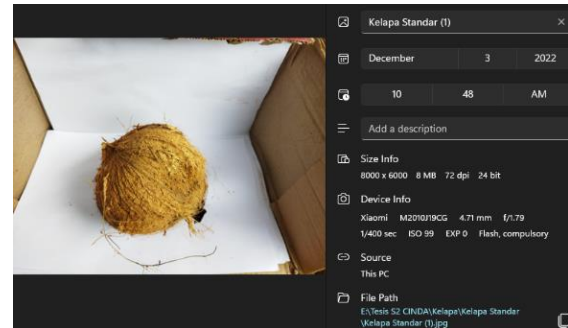 Kelapa Standar (1)
December 3 2022
10 48 AM
Add a description
Size Info
8000 x 6000 8 MB 72 dpi 24 bit
Device Info
Xiaomi M2010J19CG 4.71 mm f/1.79
1/400 sec ISO 99 EXP 0 Flash, compulsory
Source
This PC
File Path
E:\Tesis S2 CINDA\Kelapa\Kelapa Standar
\Kelapa Standar (1).jpg